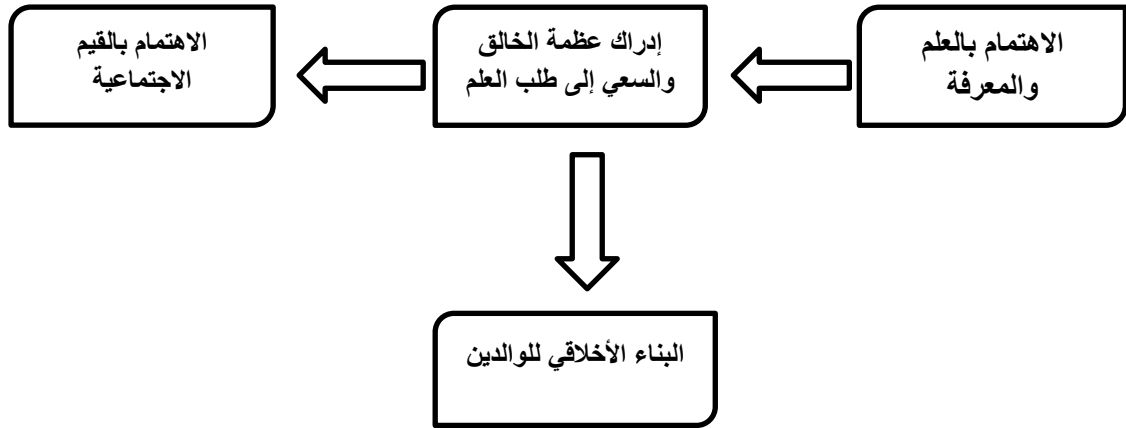 الاهتمام بالعلم
والمعرفة
إدراك عظمة الخالق
والسعي إلى طلب العلم
الاهتمام بالقيم
الاجتماعية
البناء الأخلاقي للوالدين